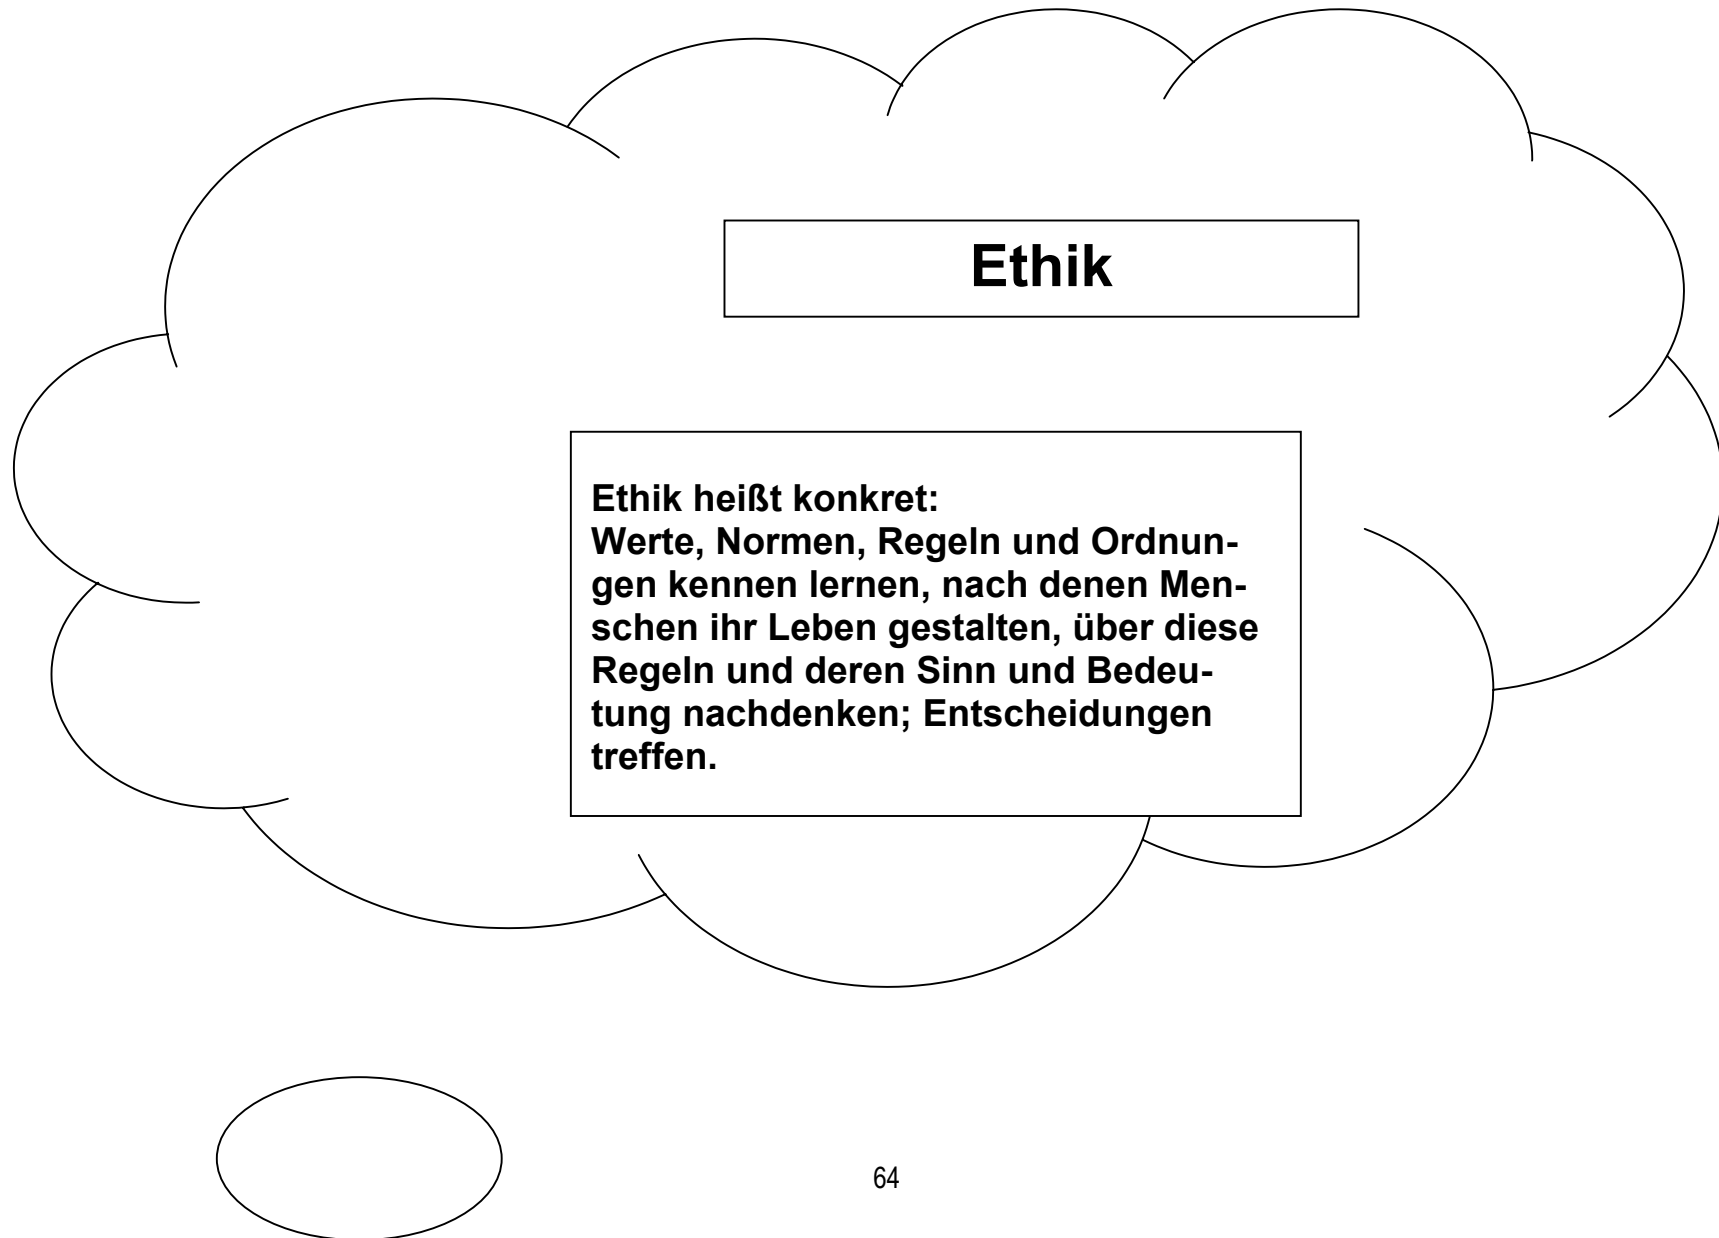 Ethik
Ethik heißt konkret:
Werte, Normen, Regeln und Ordnun-
gen kennen lernen, nach denen Men-
schen ihr Leben gestalten, über diese
Regeln und deren Sinn und Bedeu-
tung nachdenken; Entscheidungen
treffen.
64